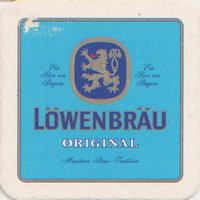 Ein
Bier wie
Bayern
Ein
Bier wie
Bayern
LÖWENBRÄU
ORIGINAL
Münchner Brau-Tradition